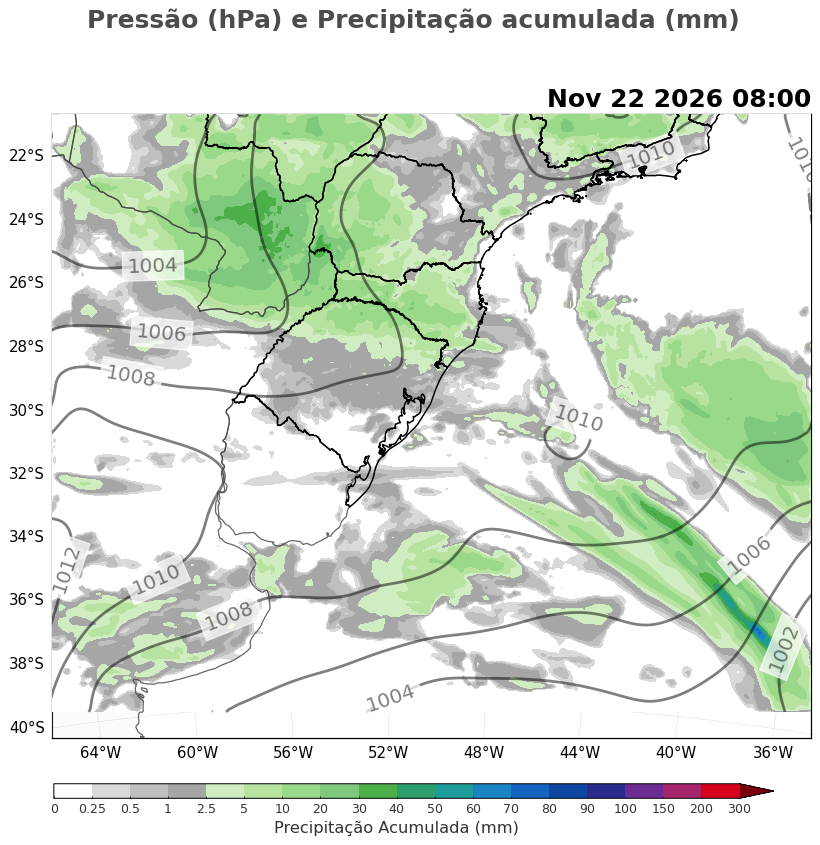 Pressão (hPa) e Precipitação acumulada (mm)
Nov 22 2026 08:00
22°S
24°S
26°S
28°S
30°S
32°S
34°S
36°S
38°S
40°S
1010
1010
1004
1006
1008
1010
1012
1010
1008
1006
1002
1004
64°W 60°W 56°W 52°W 48°W 44°W 40°W 36°W
0 0.25 0.5 1 2.5 5 10 20 30 40 50 60 70 80 90 100 150 200 300
Precipitação Acumulada (mm)